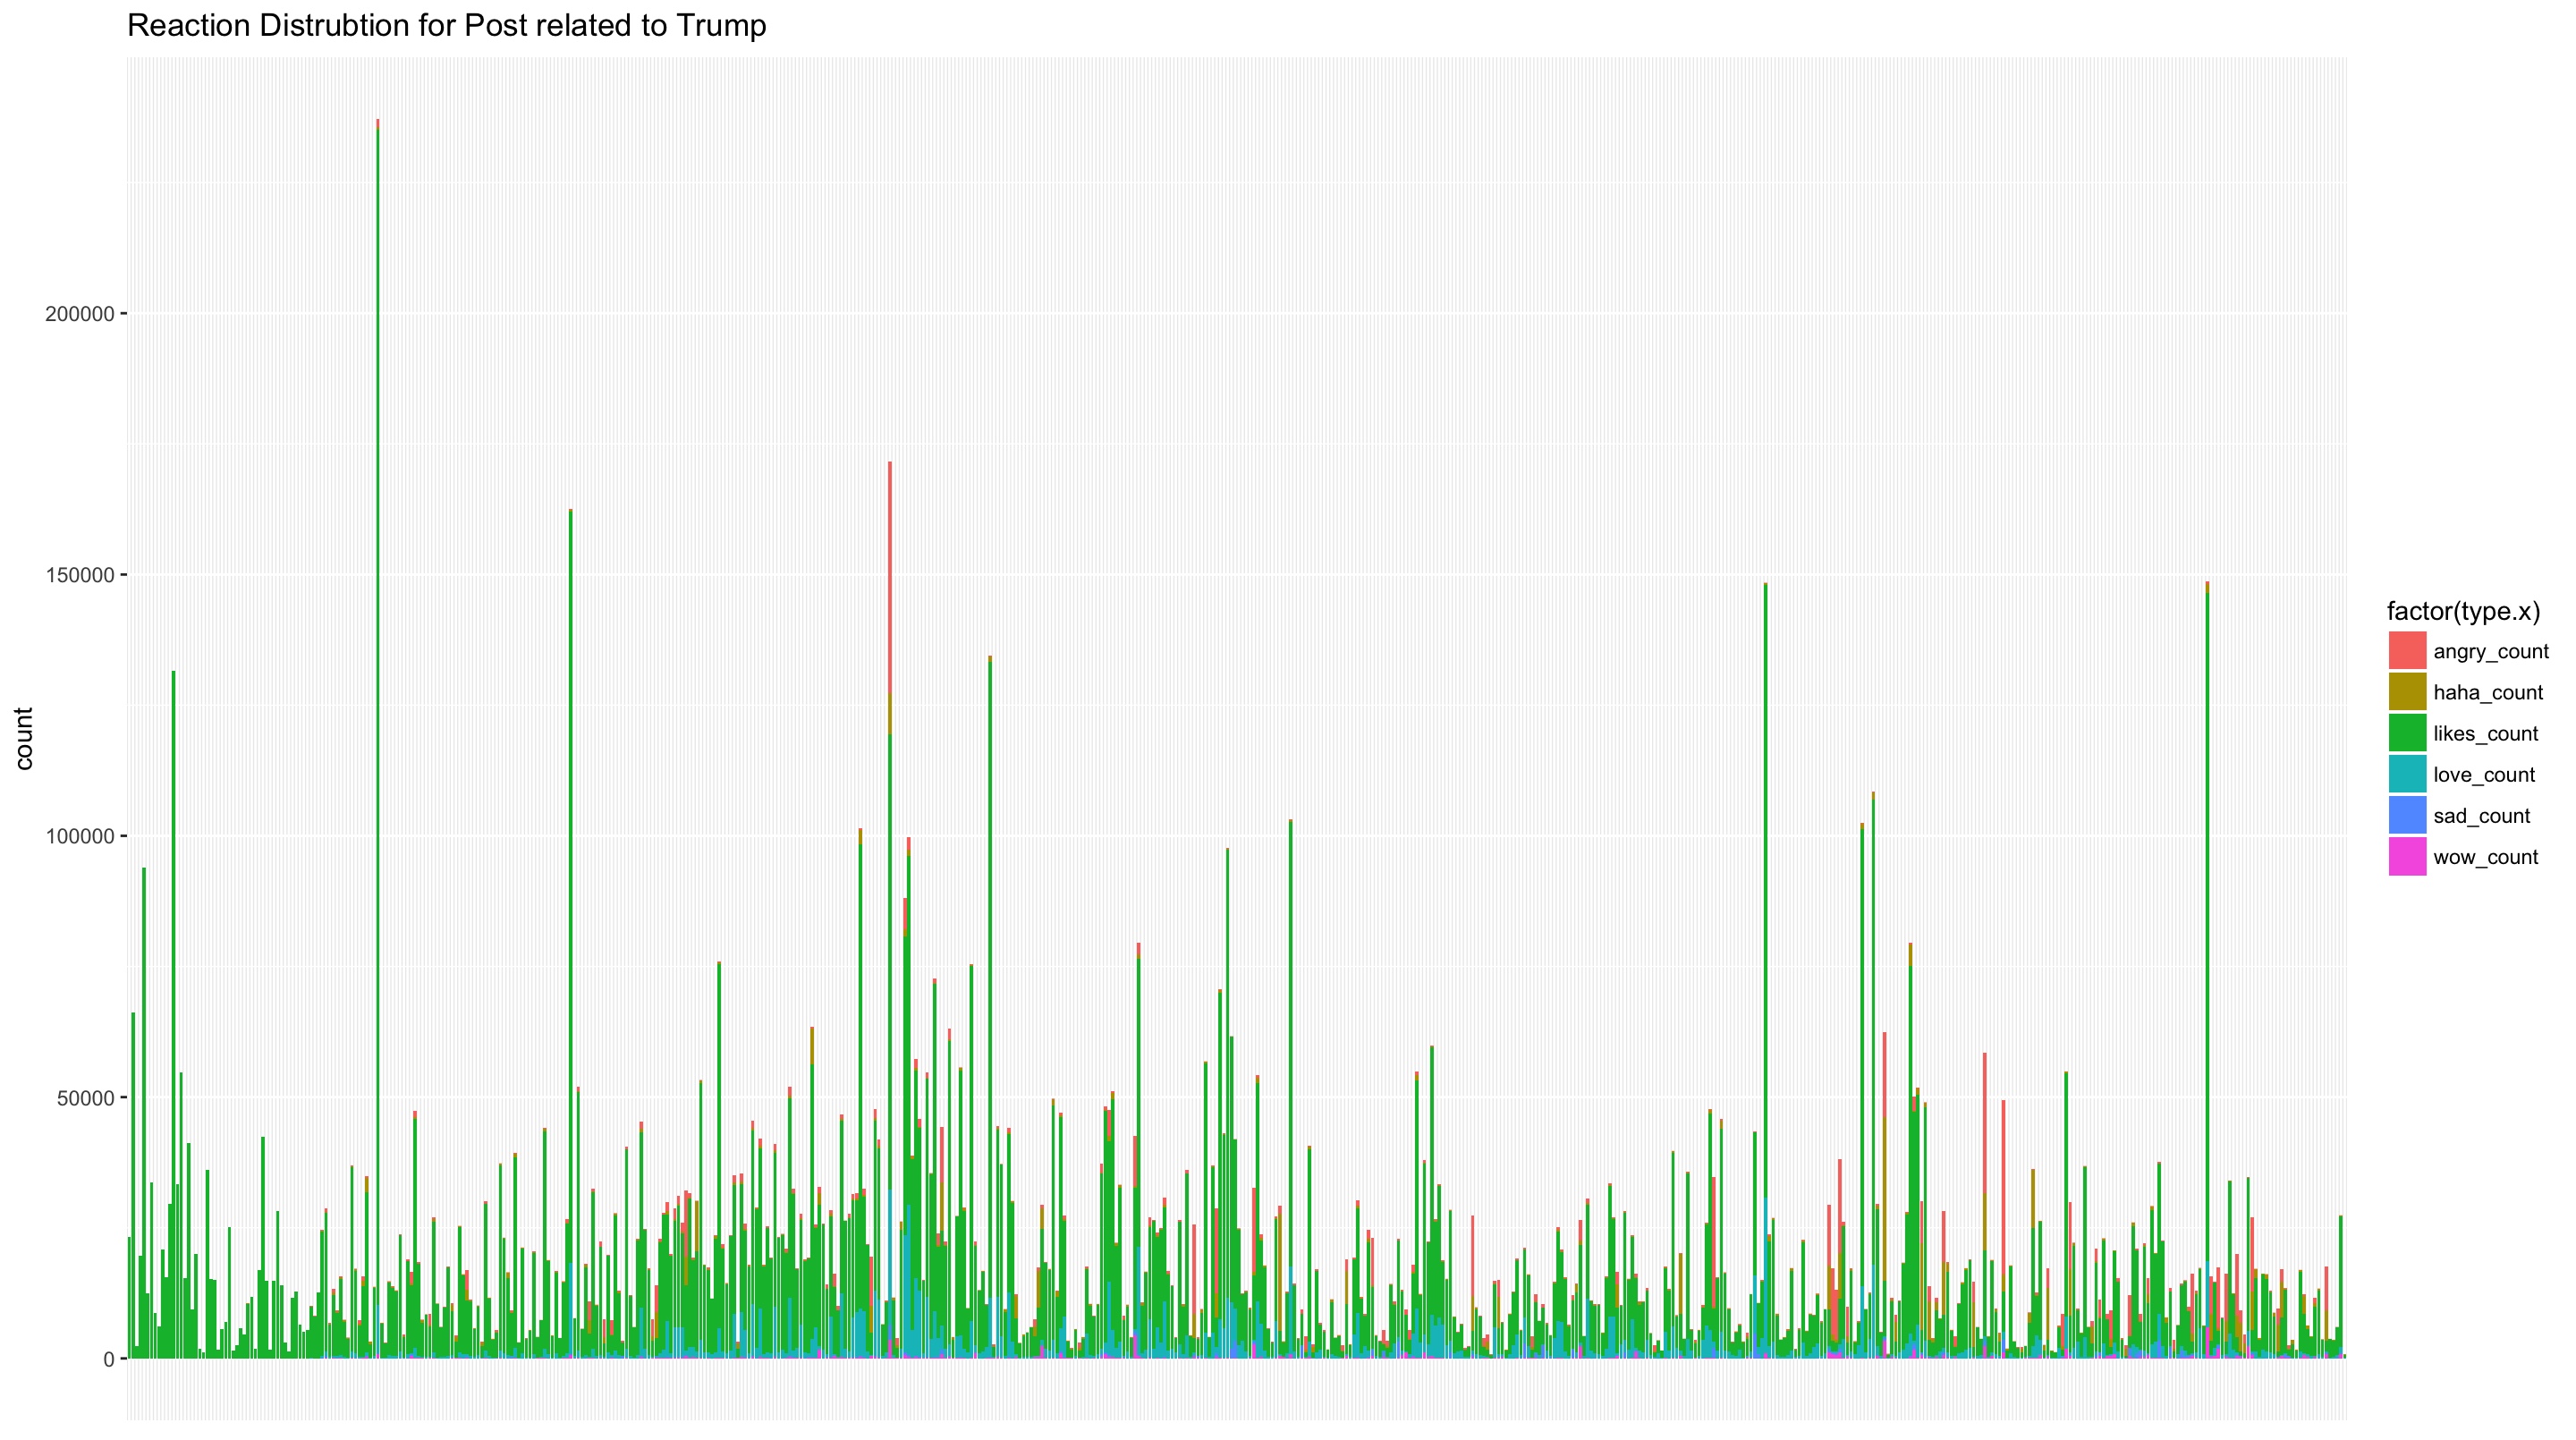 Reaction Distrubtion for Post related to Trump
200000
150000
100000
50000
0
count
factor(type.x)
angry_count
haha_count
likes_count
love_count
sad_count
wow_count